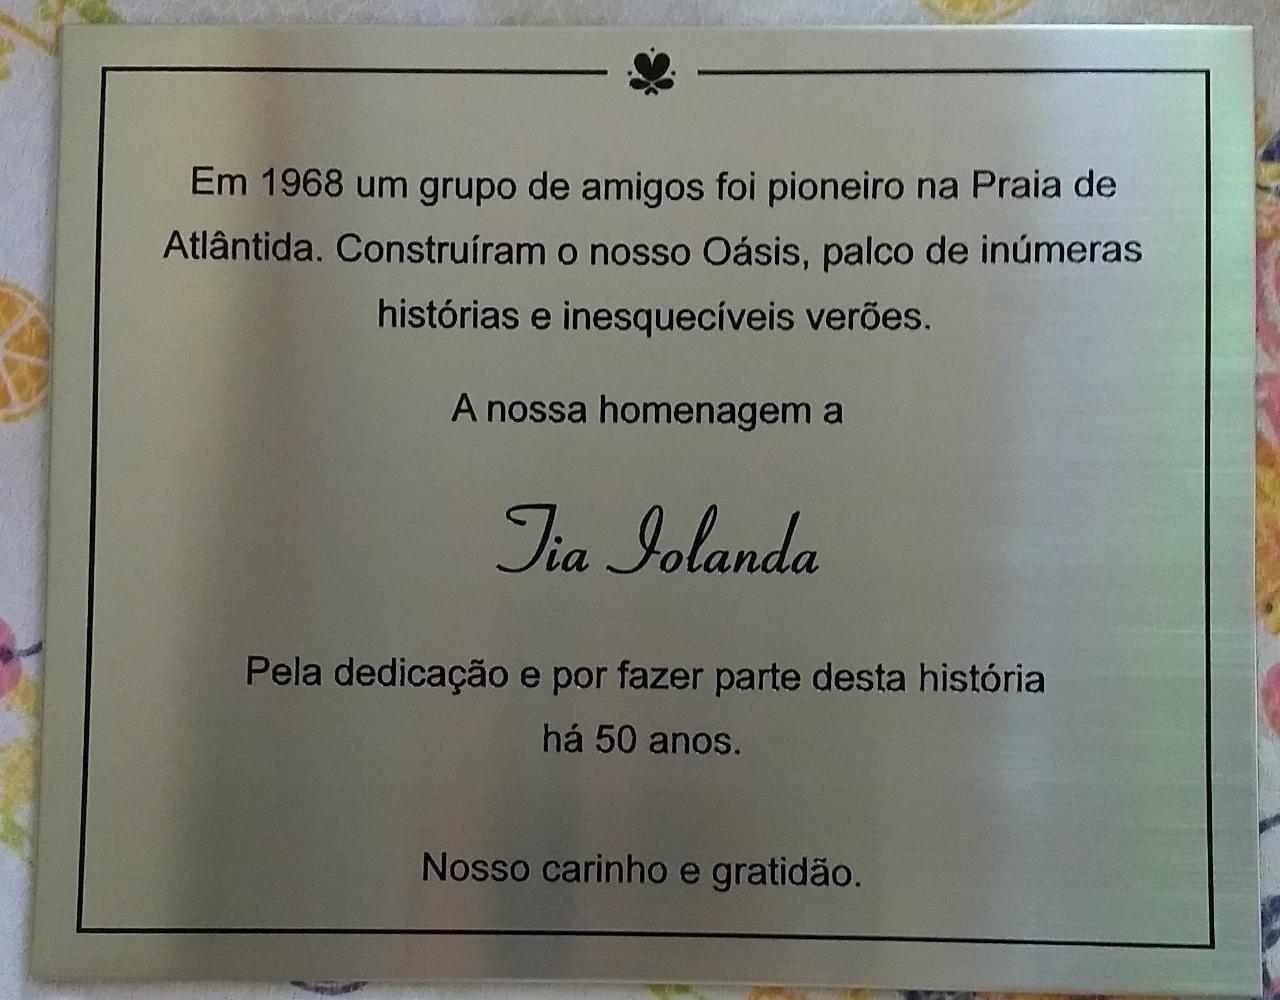 Em 1968 um grupo de amigos foi pioneiro na Praia de
Atlântida. Construíram o nosso Oásis, palco de inúmeras
histórias e inesquecíveis verões.
A nossa homenagem a
Tia Iolanda
Pela dedicação e por fazer parte desta história
há 50 anos.
Nosso carinho e gratidão.